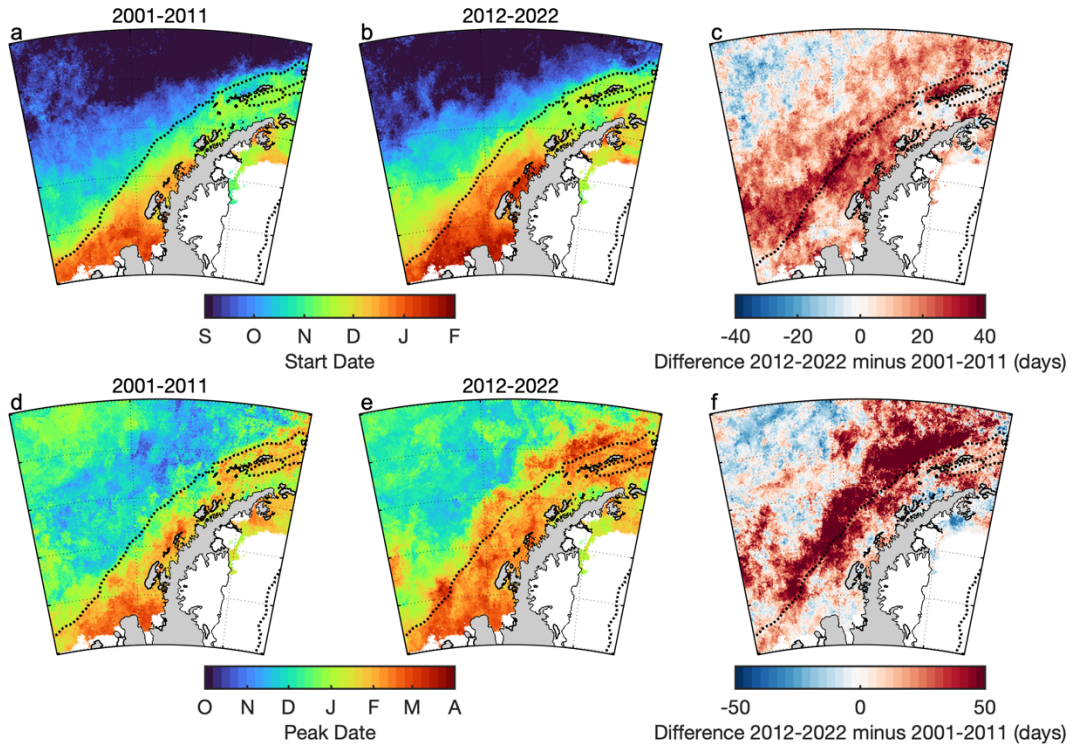 2001-2011
2012-2022
a
b
c
S O N D J F
Start Date
-40 -20 0 20 40
Difference 2012-2022 minus 2001-2011 (days)
2001-2011
2012-2022
d
e
f
O N D J F M A
Peak Date
-50 0 50
Difference 2012-2022 minus 2001-2011 (days)